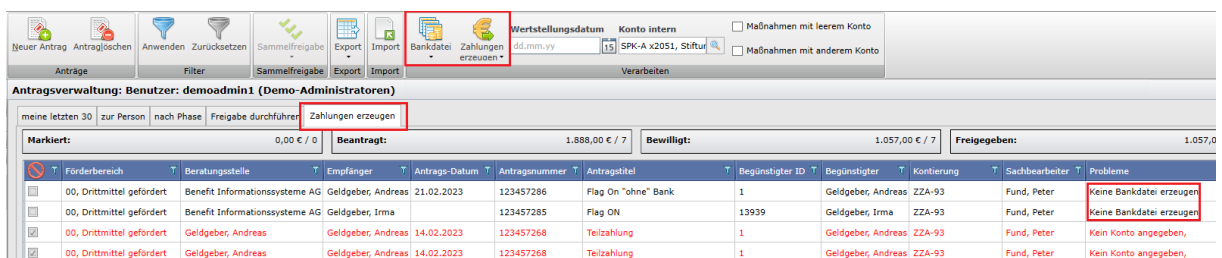 Neuer Antrag Antrag|löschen Anwenden Zurücksetzen Sammelfreigabe Export Import Bankdatei Zahlungen erzeugen
Wertstellungsdatum Konto intern
dd.mm.yy 15 SPK-A x2051, Stiftur
Maßnahmen mit leerem Konto
Maßnahmen mit anderem Konto
Anträge Filter Sammelfreigabe Export Import Verarbeiten
Antragsverwaltung: Benutzer: demoadmin1 (Demo-Administratoren)
meine letzten 30 zur Person nach Phase Freigabe durchführen Zahlungen erzeugen
Markiert: 0,00 € / 0 Beantragt: 1.888,00 € / 7 Bewilligt: 1.057,00 € / 7 Freigegeben: 1.057,0
Förderbereich Beratungsstelle Empfänger Antrags-Datum Antragsnummer Antragstitel Begünstigter ID Begünstigter Kontierung Sachbearbeiter Probleme
00, Drittmittel gefördert Benefit Informationssysteme AG Geldgeber, Andreas 21.02.2023 123457286 Flag On "ohne" Bank 1 Geldgeber, Andreas ZZA-93 Fund, Peter Keine Bankdatei erzeugen
00, Drittmittel gefördert Benefit Informationssysteme AG Geldgeber, Irma 123457285 Flag ON 13939 Geldgeber, Irma ZZA-93 Fund, Peter Keine Bankdatei erzeugen
00, Drittmittel gefördert Geldgeber, Andreas Geldgeber, Andreas 14.02.2023 123457268 Teilzahlung 1 Geldgeber, Andreas ZZA-93 Fund, Peter Kein Konto angegeben,
00, Drittmittel gefördert Geldgeber, Andreas Geldgeber, Andreas 14.02.2023 123457268 Teilzahlung 1 Geldgeber, Andreas ZZA-93 Fund, Peter Kein Konto angegeben,